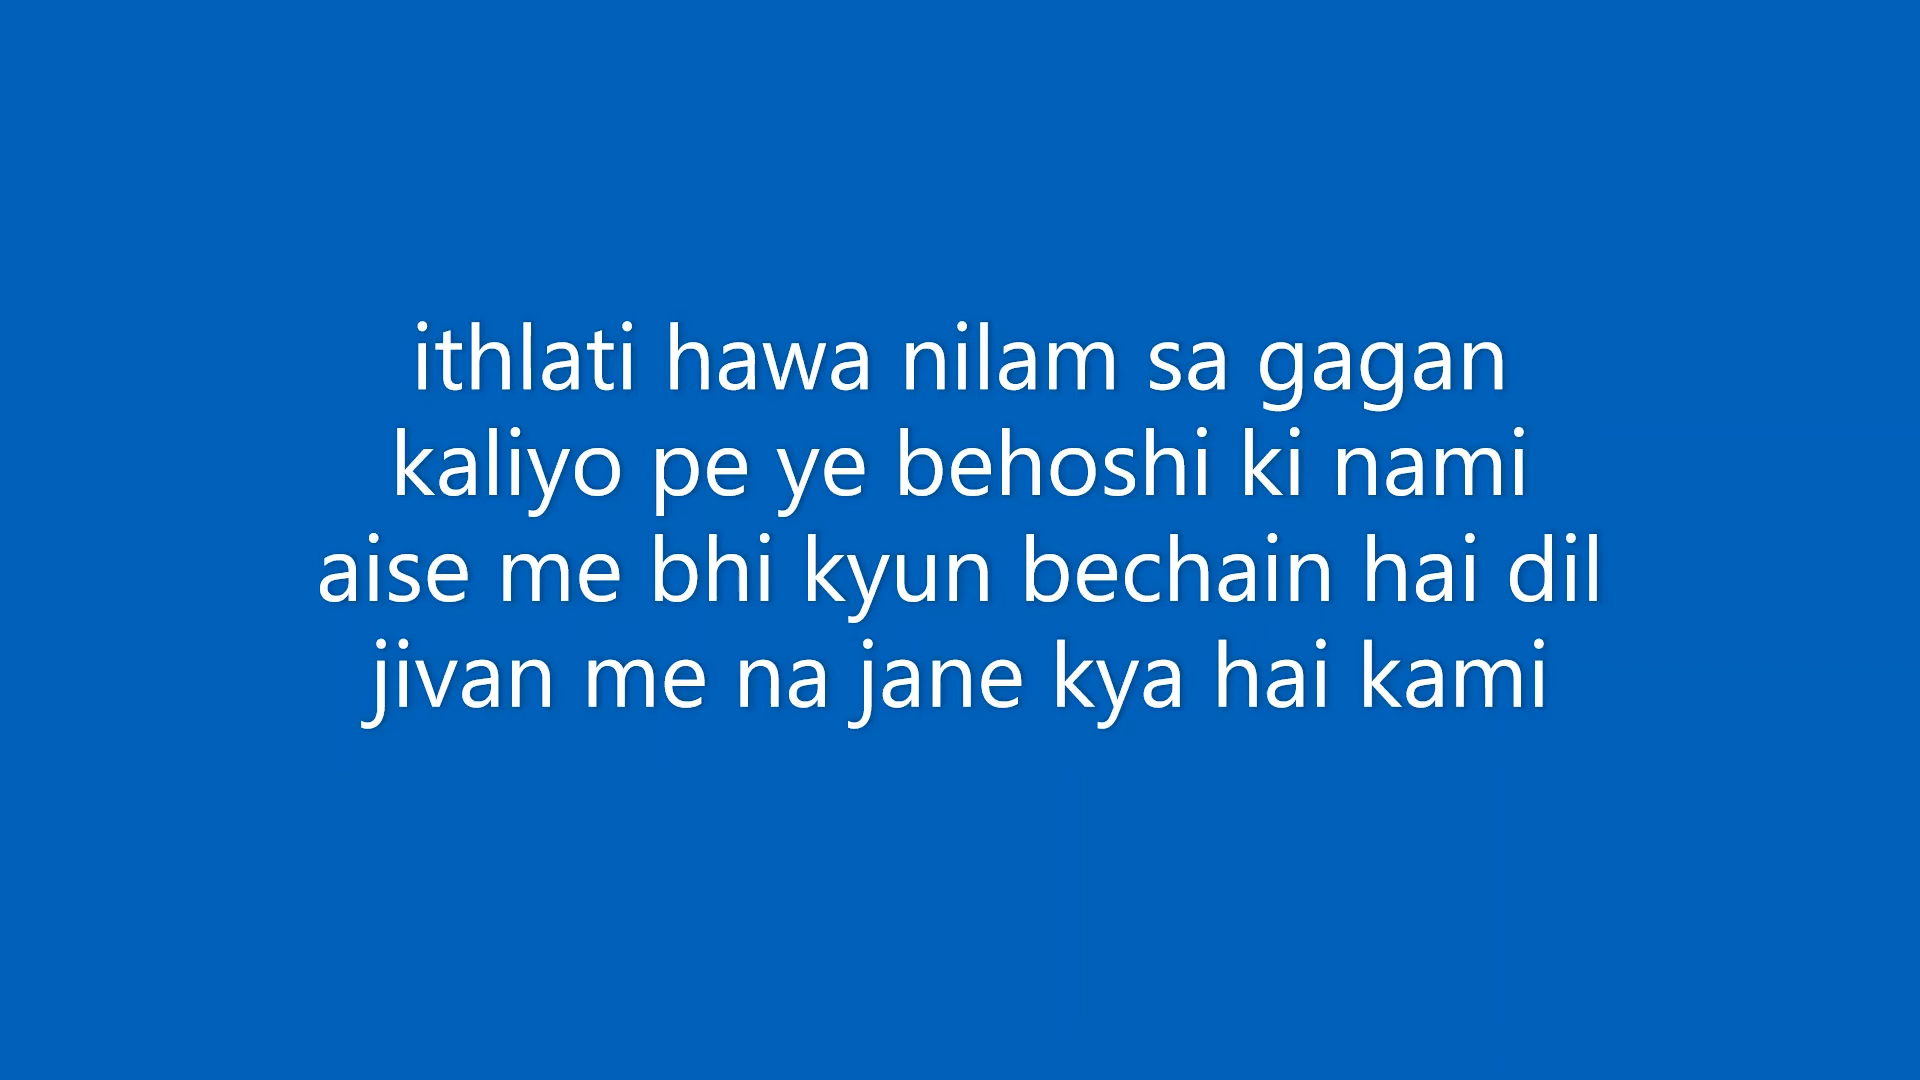 ithlati hawa nilam sa gagan
kaliyo pe ye behoshi ki nami
aise me bhi kyun bechain hai dil
jivan me na jane kya hai kami